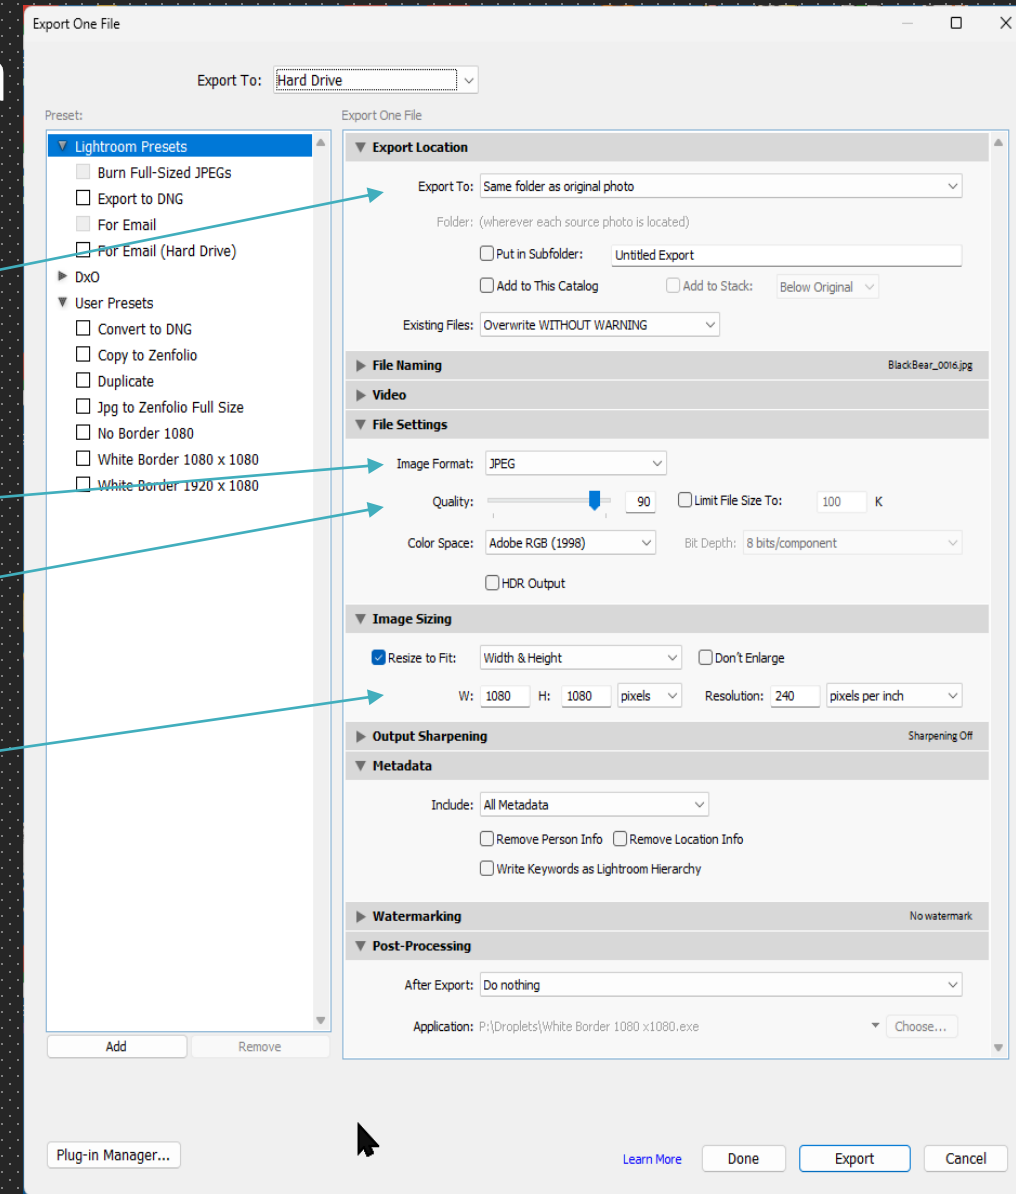 Export One File
Export To: Hard Drive
Preset:
Lightroom Presets
Burn Full-Sized JPEGs
Export to DNG
For Email
For Email (Hard Drive)
DxO
User Presets
Convert to DNG
Copy to Zenfolio
Duplicate
Jpg to Zenfolio Full Size
No Border 1080
White Border 1080 x 1080
White Border 1920 x 1080
Add Remove
Export One File
Export Location
Export To: Same folder as original photo
Folder: (wherever each source photo is located)
Put in Subfolder: Untitled Export
Add to This Catalog Add to Stack: Below Original
Existing Files: Overwrite WITHOUT WARNING
File Naming BlackBear_0016.jpg
Video
File Settings
Image Format: JPEG
Quality: 90 Limit File Size To: 100 K
Color Space: Adobe RGB (1998) Bit Depth: 8 bits/component
HDR Output
Image Sizing
Resize to Fit: Width & Height Don't Enlarge
W: 1080 H: 1080 pixels Resolution: 240 pixels per inch
Output Sharpening Sharpening Off
Metadata
Include: All Metadata
Remove Person Info Remove Location Info
Write Keywords as Lightroom Hierarchy
Watermarking No watermark
Post-Processing
After Export: Do nothing
Application: P:\Droplets\White Border 1080 x1080.exe Choose...
Plug-in Manager... Learn More Done Export Cancel